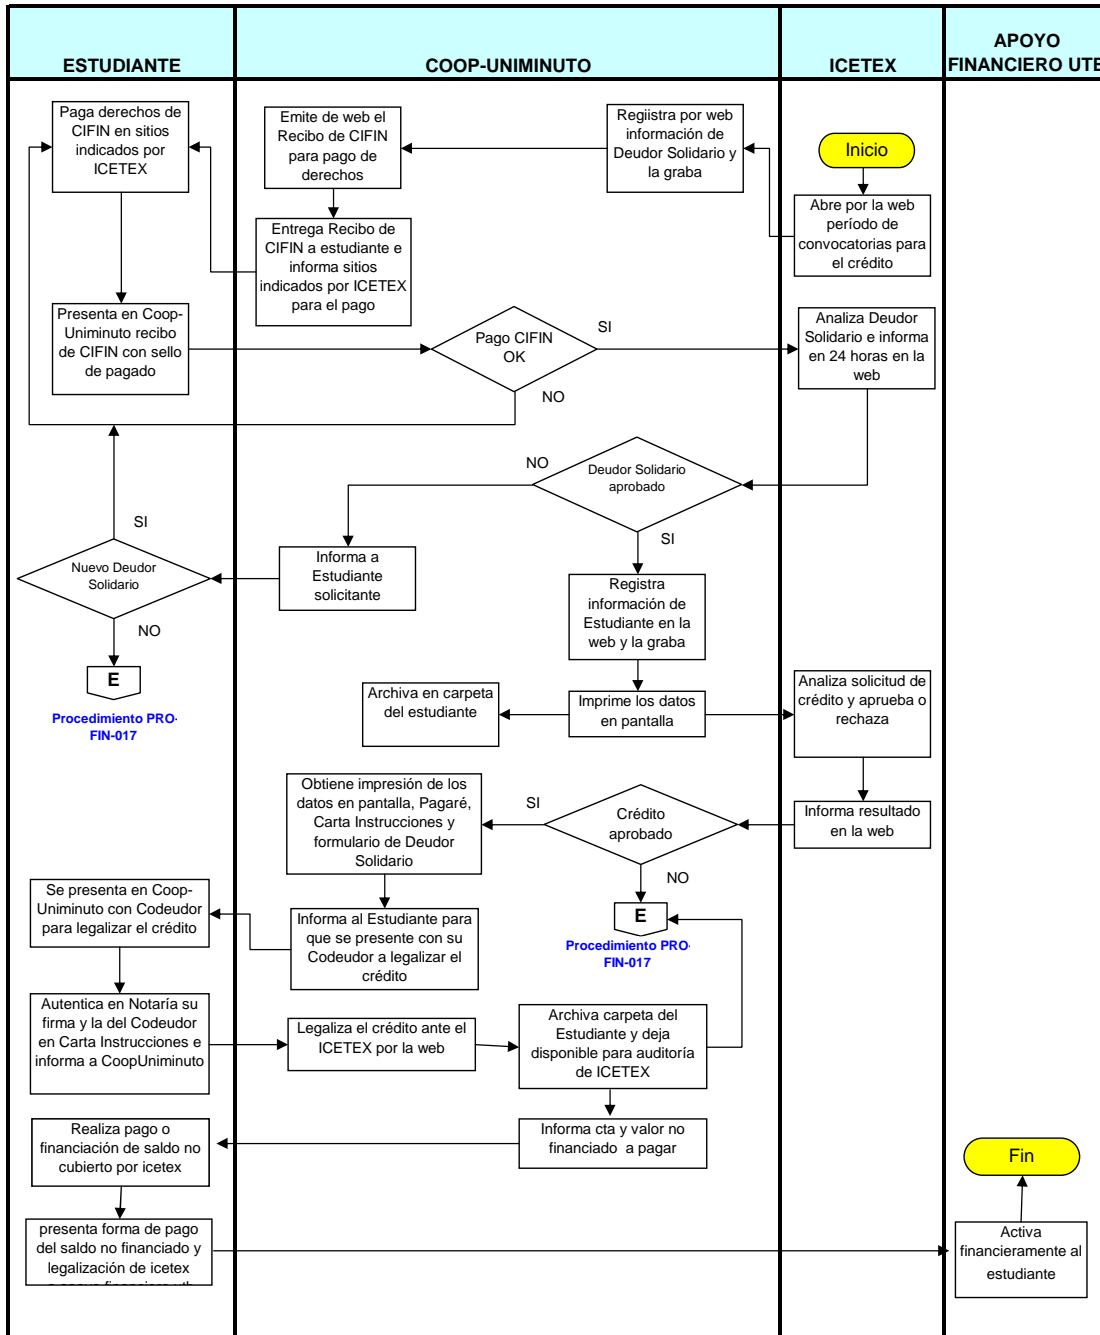 ESTUDIANTE
COOP-UNIMINUTO
ICETEX
APOYO
FINANCIERO UTB
Paga derechos de
CIFIN en sitios
indicados por
ICETEX
Emite de web el
Recibo de CIFIN
para pago de
derechos
Regiistra por web
información de
Deudor Solidario y
la graba
Inicio
Abre por la web
período de
convocatorias para
el crédito
Entrega Recibo de
CIFIN a estudiante e
informa sitios
indicados por ICETEX
para el pago
Presenta en Coop-
Uniminuto recibo
de CIFIN con sello
de pagado
Pago CIFIN
OK
SI
NO
Analiza Deudor
Solidario e informa
en 24 horas en la
web
Deudor Solidario
aprobado
NO
SI
Informa a
Estudiante
solicitante
Nuevo Deudor
Solidario
SI
NO
E
Procedimiento PRO-
FIN-017
Registra
información de
Estudiante en la
web y la graba
Imprime los datos
en pantalla
Archiva en carpeta
del estudiante
Analiza solicitud de
crédito y aprueba o
rechaza
Informa resultado
en la web
Crédito
aprobado
SI
NO
E
Procedimiento PRO-
FIN-017
Obtiene impresión de los
datos en pantalla, Pagaré,
Carta Instrucciones y
formulario de Deudor
Solidario
Informa al Estudiante para
que se presente con su
Codeudor a legalizar el
crédito
Se presenta en Coop-
Uniminuto con Codeudor
para legalizar el crédito
Autentica en Notaría su
firma y la del Codeudor
en Carta Instrucciones e
informa a CoopUniminuto
Legaliza el crédito ante el
ICETEX por la web
Archiva carpeta del
Estudiante y deja
disponible para auditoría
de ICETEX
Informa cta y valor no
financiado a pagar
Realiza pago o
financiación de saldo no
cubierto por icetex
presenta forma de pago
del saldo no financiado y
legalización de icetex
Activa
financieramente al
estudiante
Fin